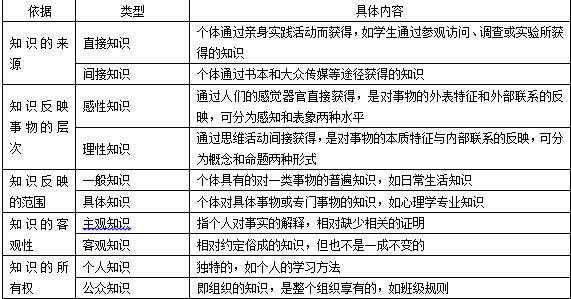 依据 类型 具体内容
知识的来源 直接知识 个体通过亲身实践活动而获得，如学生通过参观访问、调查或实验所获得的知识
间接知识 个体通过书本和大众传媒等途径获得的知识
知识反映事物的层次 感性知识 通过人们的感觉器官直接获得，是对事物的外表特征和外部联系的反映，可分为感知和表象两种水平
理性知识 通过思维活动间接获得，是对事物的本质特征与内部联系的反映，可分为概念和命题两种形式
知识反映的范围 一般知识 个体具有的对一类事物的普遍知识，如日常生活知识
具体知识 个体对具体事物或专门事物的知识，如心理学专业知识
知识的客观性 主观知识 指个人对事实的解释，相对缺少相关的证明
客观知识 相对约定俗成的知识，但也不是一成不变的
知识的所有权 个人知识 独特的，如个人的学习方法
公众知识 即组织的知识，是整个组织享有的，如班级规则